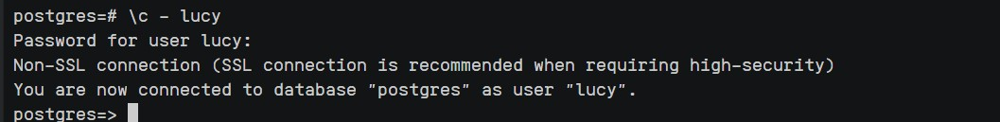 postgres=# \c - lucy
Password for user lucy:
Non-SSL connection (SSL connection is recommended when requiring high-security)
You are now connected to database "postgres" as user "lucy".
postgres=>